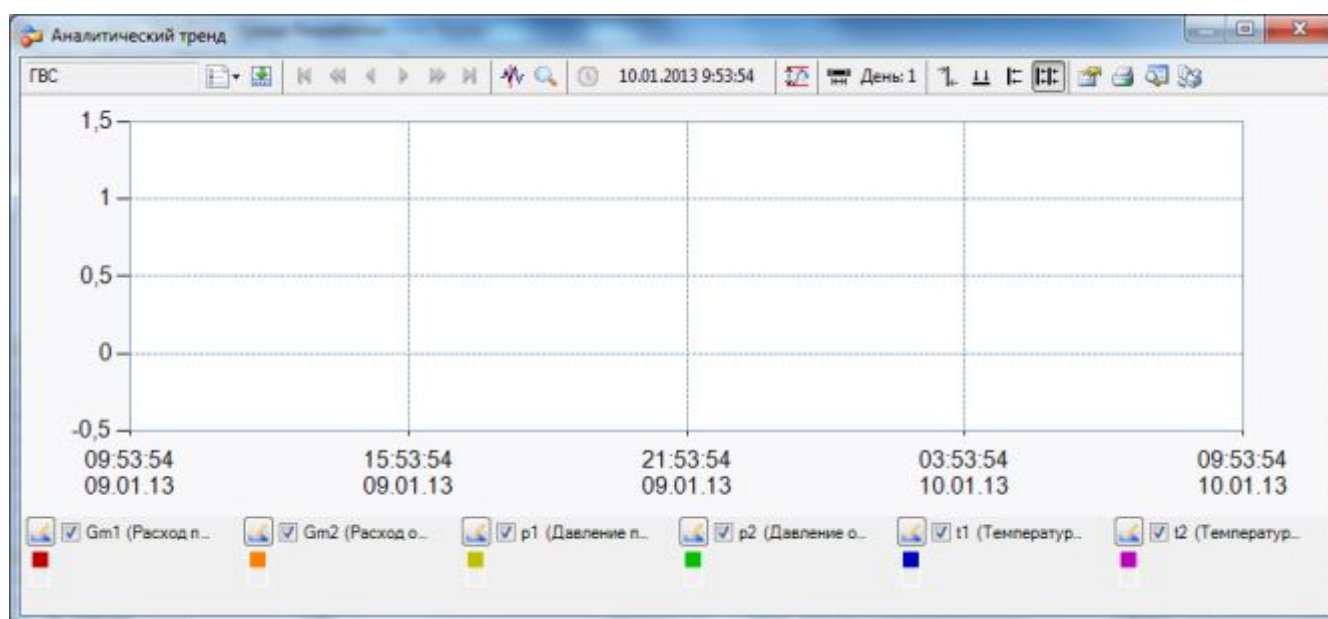 Аналитический тренд
ГВС 10.01.2013 9:53:54 День: 1
1,5
1
0,5
0
-0,5
09:53:54 15:53:54 21:53:54 03:53:54 09:53:54
09.01.13 09.01.13 09.01.13 10.01.13 10.01.13
Gm1 (Расход п... Gm2 (Расход о... p1 (Давление п... p2 (Давление о... t1 (Температур... t2 (Температур...